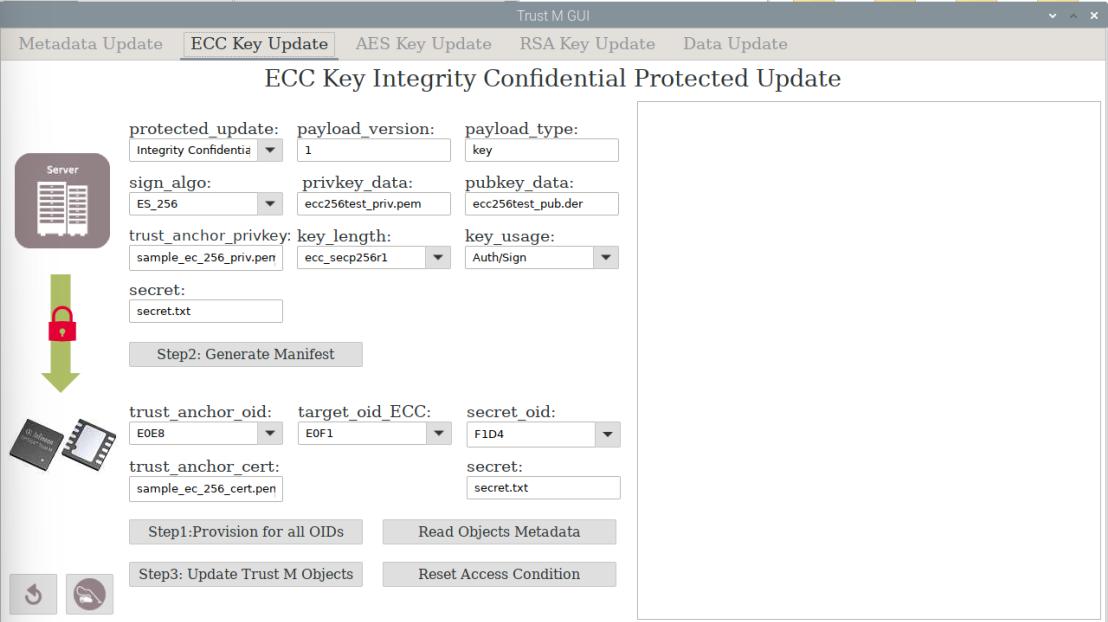 Trust M GUI
Metadata Update ECC Key Update AES Key Update RSA Key Update Data Update
ECC Key Integrity Confidential Protected Update
protected_update: payload_version: payload_type:
Integrity Confidentia 1 key
Server
sign_algo: privkey_data: pubkey_data:
ES_256 ecc256test_priv.pem ecc256test_pub.der
trust_anchor_privkey: key_length: key_usage:
sample_ec_256_priv.pem ecc_secp256r1 Auth/Sign
secret:
secret.txt
Step2: Generate Manifest
trust_anchor_oid: target_oid_ECC: secret_oid:
E0E8 E0F1 F1D4
trust_anchor_cert: secret:
sample_ec_256_cert.pem secret.txt
Step1:Provision for all OIDs Read Objects Metadata
Step3: Update Trust M Objects Reset Access Condition